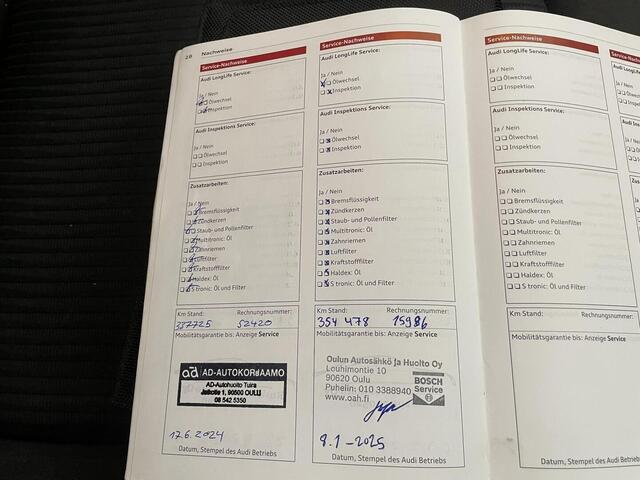 28 Nachweise
Service-Nachweise
Audi LongLife Service:
Ja / Nein
Ölwechsel
Inspektion
Audi Inspektions Service:
Ja / Nein
Ölwechsel
Inspektion
Zusatzarbeiten:
Ja / Nein
Bremsflüssigkeit
Zündkerzen
Staub- und Pollenfilter
Multitronic: Öl
Zahnriemen
Luftfilter
Kraftstofffilter
Haldex: Öl
S tronic: Öl und Filter
Km Stand: Rechnungsnummer:
337725 52420
Mobilitätsgarantie bis: Anzeige Service
ad AD-AUTOKORJAAMO
AD-Autohuolto Tuira
90500 OULU
08 542 5350
17.6.2024
Datum, Stempel des Audi Betriebs
Service-Nachweise
Audi LongLife Service:
Ja / Nein
Ölwechsel
Inspektion
Audi Inspektions Service:
Ja / Nein
Ölwechsel
Inspektion
Zusatzarbeiten:
Ja / Nein
Bremsflüssigkeit
Zündkerzen
Staub- und Pollenfilter
Multitronic: Öl
Zahnriemen
Luftfilter
Kraftstofffilter
Haldex: Öl
S tronic: Öl und Filter
Km Stand: Rechnungsnummer:
354 478 15986
Mobilitätsgarantie bis: Anzeige Service
Oulun Autosähkö Ja Huolto Oy
Louhimontie 10
90620 Oulu
Puhelin: 010 3388940
www.oah.fi
BOSCH
Service
8.1-2025
Datum, Stempel des Audi Betriebs
Service-Nachweise
Audi LongLife Service:
Ja / Nein
Ölwechsel
Inspektion
Audi Inspektions Service:
Ja / Nein
Ölwechsel
Inspektion
Zusatzarbeiten:
Ja / Nein
Bremsflüssigkeit
Zündkerzen
Staub- und Pollenfilter
Multitronic: Öl
Zahnriemen
Luftfilter
Kraftstofffilter
Haldex: Öl
S tronic: Öl und Filter
Km Stand: Rechnungsnummer:
Mobilitätsgarantie bis: Anzeige Service
Datum, Stempel des Audi Betriebs